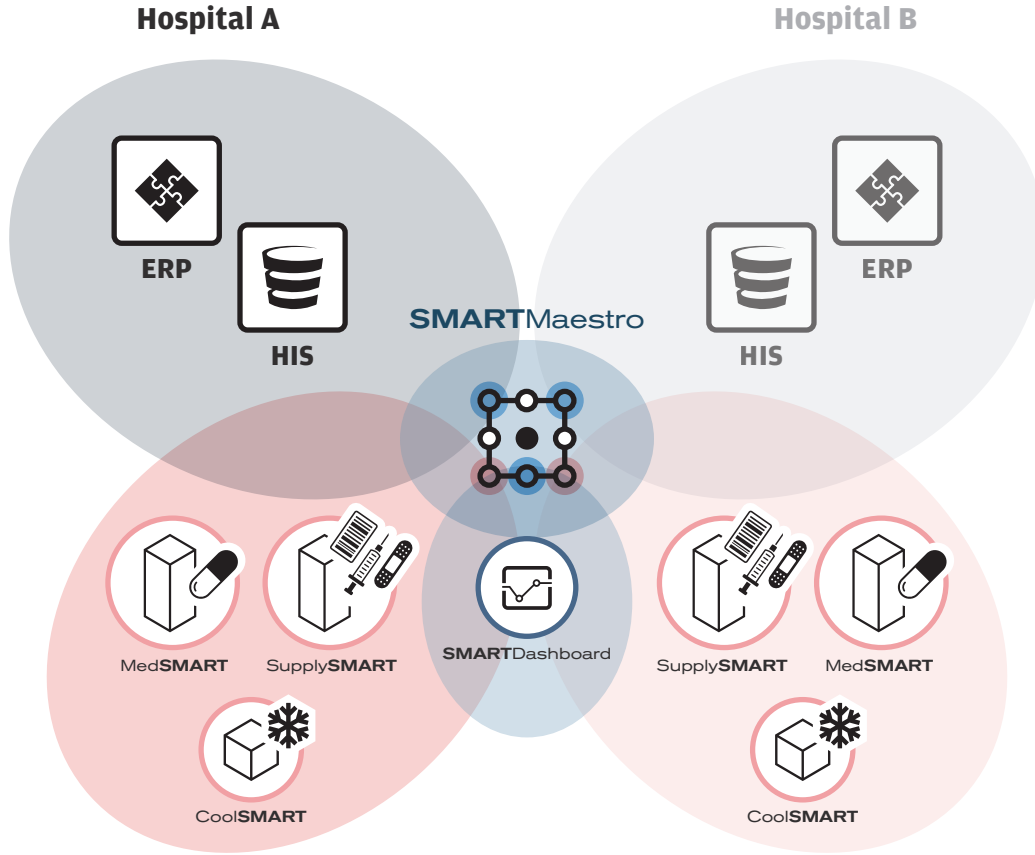 Hospital A
Hospital B
ERP
ERP
HIS
HIS
SMARTMaestro
MedSMART
SupplySMART
SMARTDashboard
SupplySMART
MedSMART
CoolSMART
CoolSMART